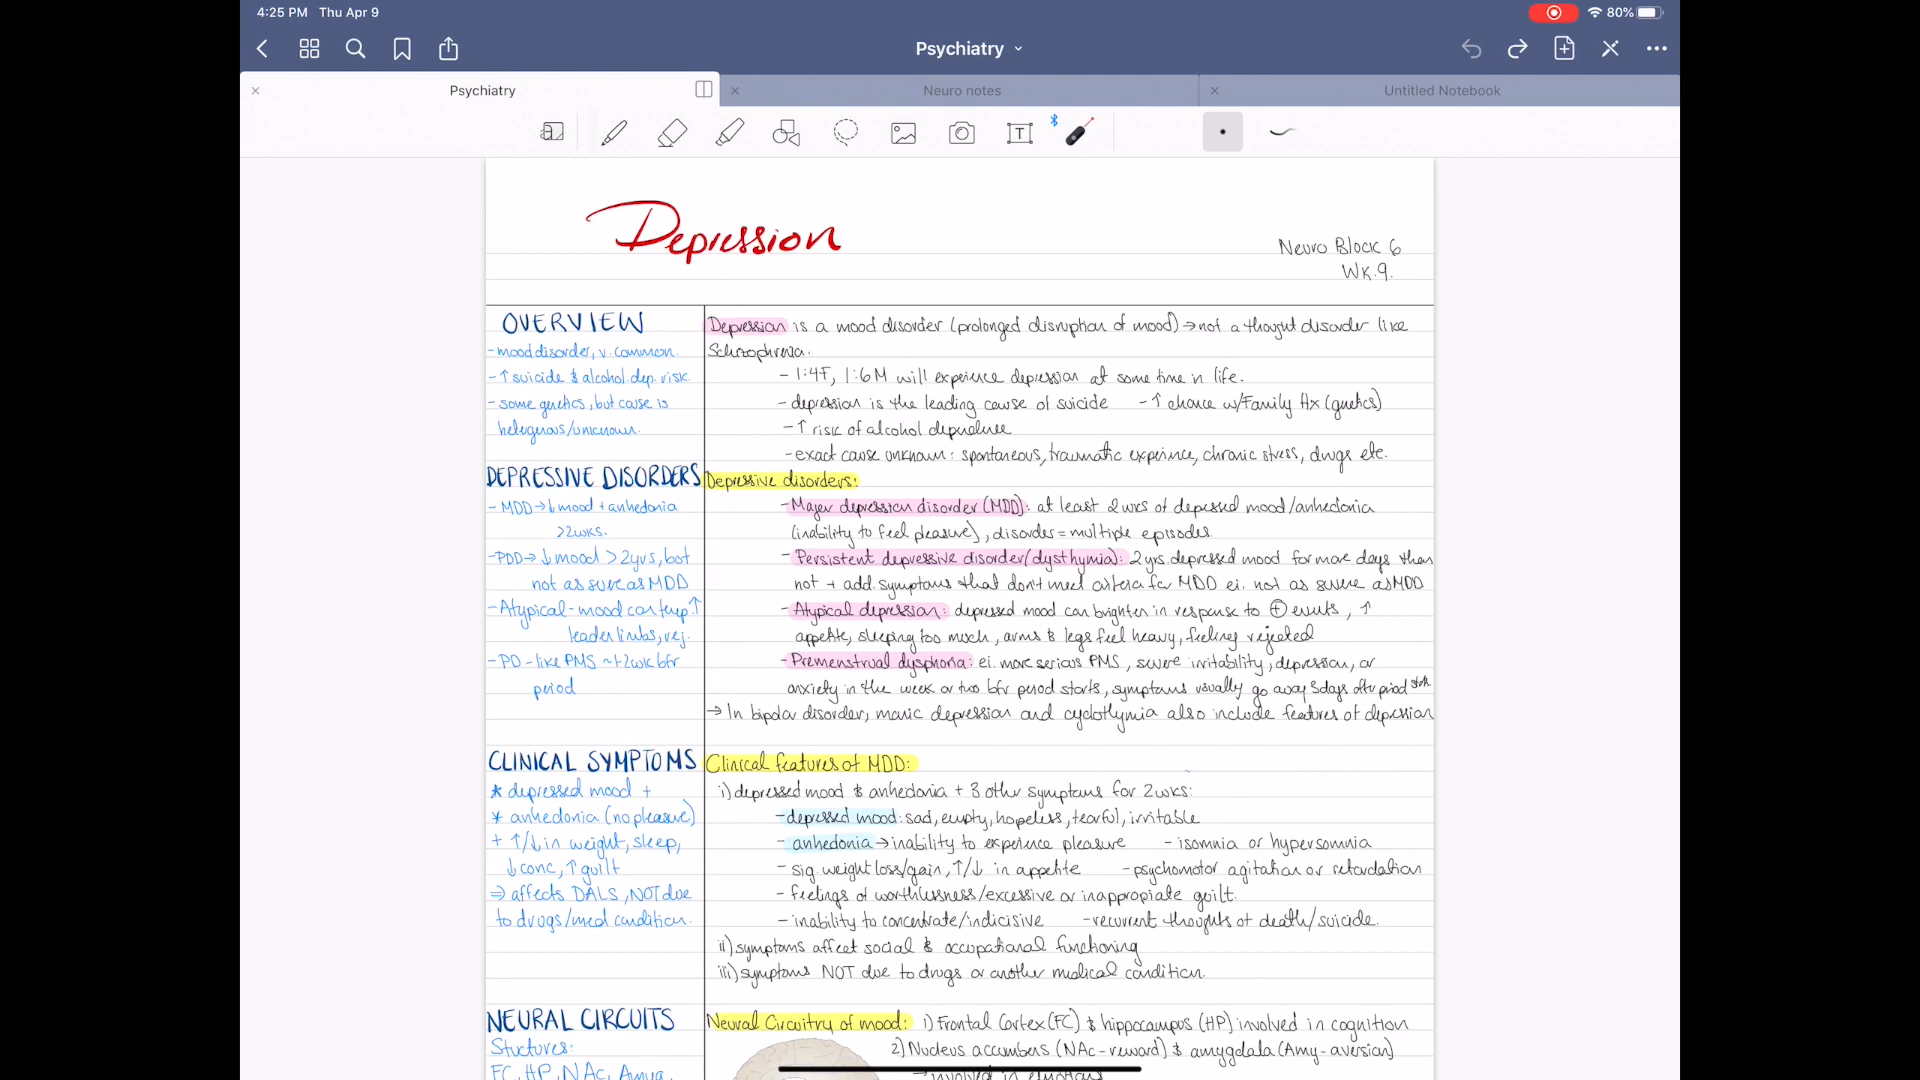 4:25 PM Thu Apr 9
80%
Psychiatry
Psychiatry
Neuro notes
Untitled Notebook
T
Depression
Neuro Block 6
Wk.9.
OVERVIEW
- mood disorder, v. common.
- ↑ suicide & alcohol. dep. risk
- some genetics, but cause is
helegenous/unknown.
Depression is a mood disorder (prolonged disruption of mood) → not a thought disorder like
Schizophrenia.
- 1:4F, 1:6M will experience depression at some time in life.
- depression is the leading cause of suicide - ↑ chance w/Family Hx (genetics)
- ↑ risk of alcohol dependence
- exact cause unknown: spontaneous, traumatic experience, chronic stress, drugs etc.
DEPRESSIVE DISORDERS
- MDD → ↓ mood + anhedonia
>2wks.
- PDD → ↓ mood >2yrs, but
not as severe as MDD
- Atypical - mood can temp ↑
leaden limbs, rej.
- PD - like PMS ~1-2wk bfr
period
Depressive disorders:
- Major depression disorder (MDD): at least 2 wks of depressed mood/anhedonia
(inability to feel pleasure), disorder = multiple episodes.
- Persistent depressive disorder (dysthymia): 2 yrs depressed mood for more days than
not + add. symptoms that don't meet criteria for MDD ei. not as severe as MDD
- Atypical depression: depressed mood can brighten in response to ⊕ events, ↑
appetite, sleeping too much, arms & legs feel heavy, feeling rejected
- Premenstrual dysphoria: ei. more serious PMS, severe irritability, depression, or
anxiety in the week or two bfr period starts, symptoms usually go away 3days aftr period
→ In bipolar disorder, manic depression and cyclothymia also include features of depression
CLINICAL SYMPTOMS
* depressed mood +
* anhedonia (no pleasure)
+ ↑/↓ in weight, sleep,
↓ conc, ↑ guilt
⇒ affects DALS, NOT due
to drugs/med condition.
Clinical features of MDD:
i) depressed mood & anhedonia + 3 other symptoms for 2 wks:
- depressed mood: sad, empty, hopeless, tearful, irritable
- anhedonia → inability to experience pleasure - isomnia or hypersomnia
- sig. weight loss/gain, ↑/↓ in appetite - psychomotor agitation or retardation
- feelings of worthlessness/excessive or inappropiate guilt.
- inability to concentrate/indicisive - recurrent thoughts of death/suicide.
ii) symptoms affect social & occupational functioning
iii) symptoms NOT due to drugs or another medical condition.
NEURAL CIRCUITS
Stuctures:
FC, HP, NAc, Amyg.
Neural Circuitry of mood: 1) Frontal Cortex (FC) & hippocampus (HP) involved in cognition
2) Nucleus accumbens (NAc - reward) & amygdala (Amy - aversion)
→ involved in emotions